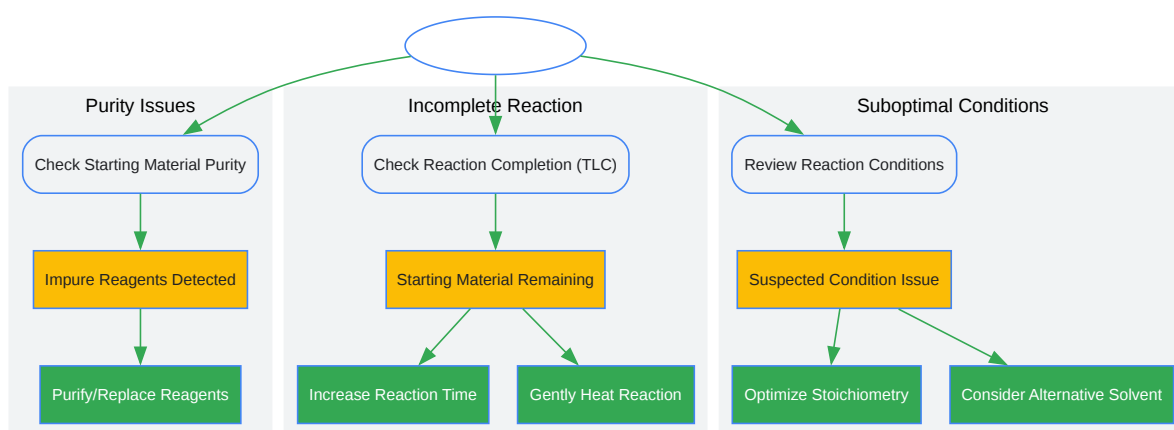 Purity Issues
Incomplete Reaction
Suboptimal Conditions
Check Starting Material Purity
Check Reaction Completion (TLC)
Review Reaction Conditions
Impure Reagents Detected
Starting Material Remaining
Suspected Condition Issue
Purify/Replace Reagents
Increase Reaction Time
Gently Heat Reaction
Optimize Stoichiometry
Consider Alternative Solvent